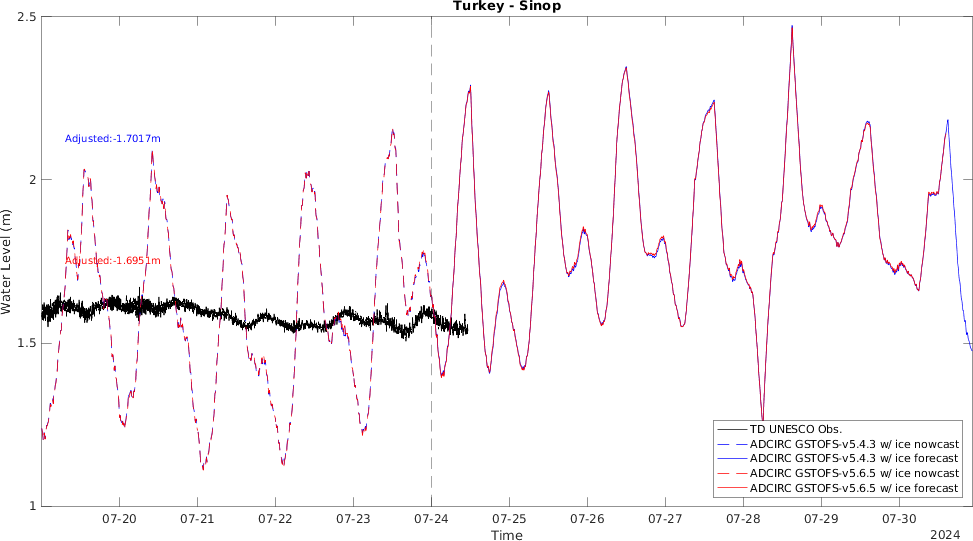 Turkey - Sinop
Water Level (m)
2.5
2
1.5
1
Adjusted:-1.7017m
Adjusted:-1.6951m
TD UNESCO Obs.
ADCIRC GSTOFS-v5.4.3 w/ ice nowcast
ADCIRC GSTOFS-v5.4.3 w/ ice forecast
ADCIRC GSTOFS-v5.6.5 w/ ice nowcast
ADCIRC GSTOFS-v5.6.5 w/ ice forecast
07-20 07-21 07-22 07-23 07-24 07-25 07-26 07-27 07-28 07-29 07-30
Time
2024